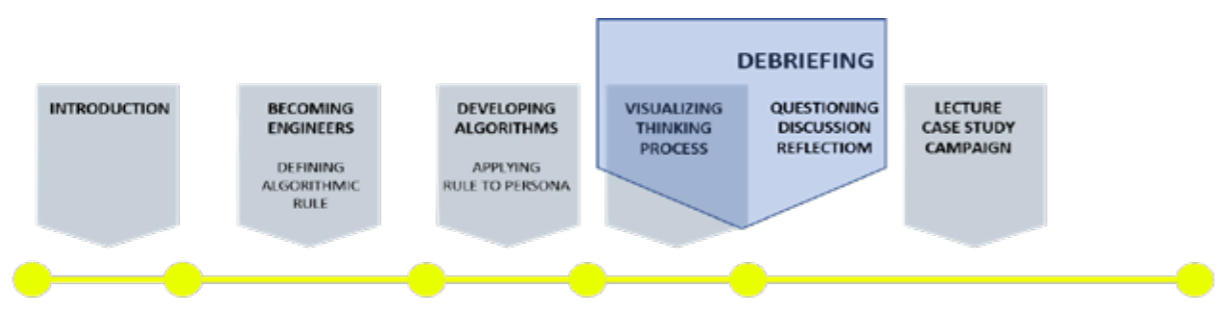 INTRODUCTION
BECOMING
ENGINEERS
DEFINING
ALGORITHMIC
RULE
DEVELOPING
ALGORITHMS
APPLYING
RULE TO PERSONA
DEBRIEFING
VISUALIZING
THINKING
PROCESS
QUESTIONING
DISCUSSION
REFLECTIOM
LECTURE
CASE STUDY
CAMPAIGN